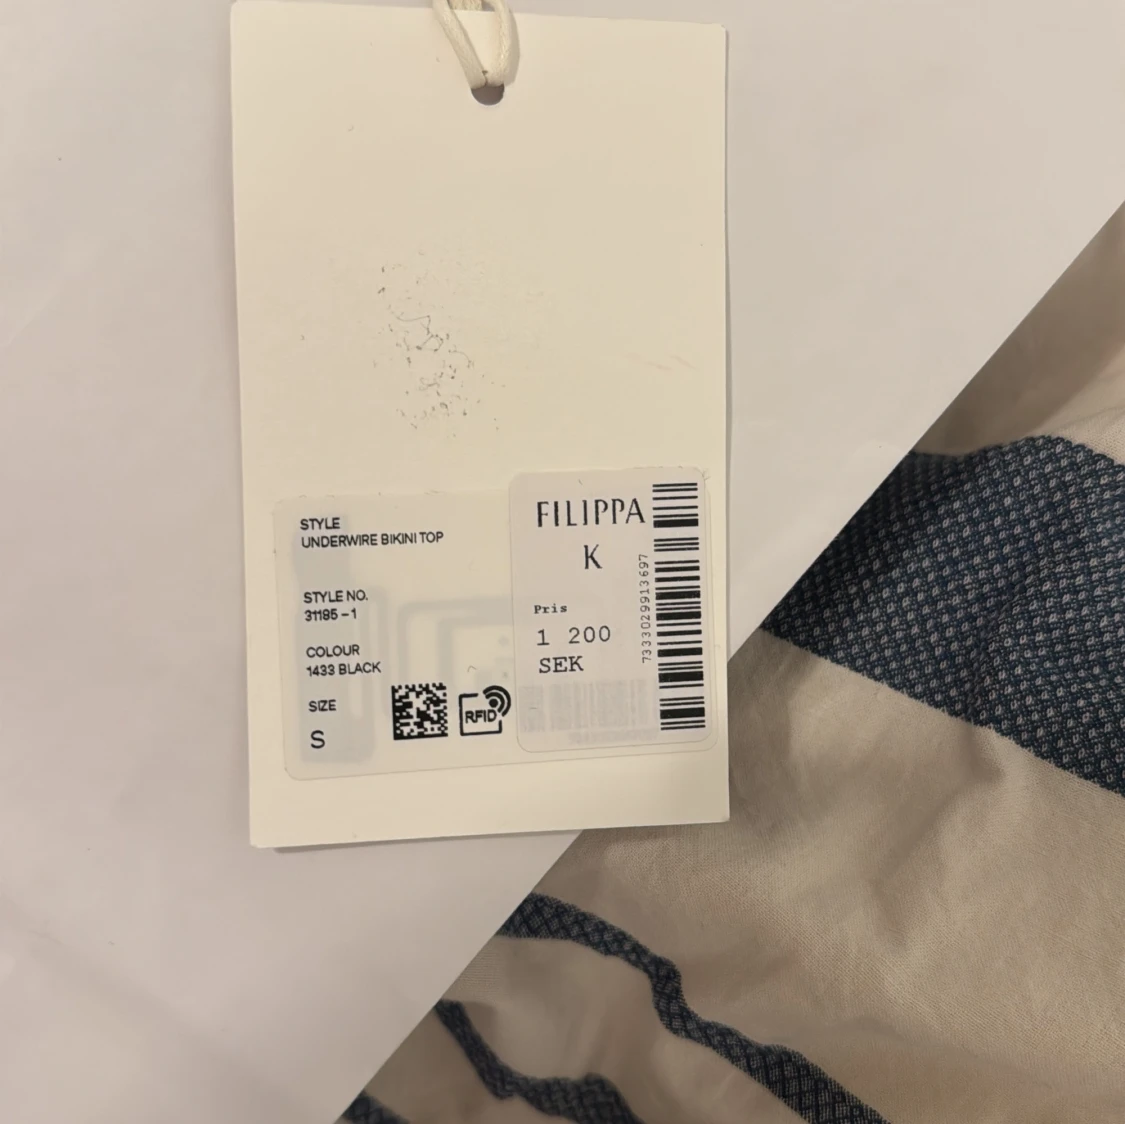 STYLE
UNDERWIRE BIKINI TOP
STYLE NO.
31185-1
COLOUR
1433 BLACK
SIZE
S
RFID
FILIPPA
K
Pris
1 200
SEK
7333029913697